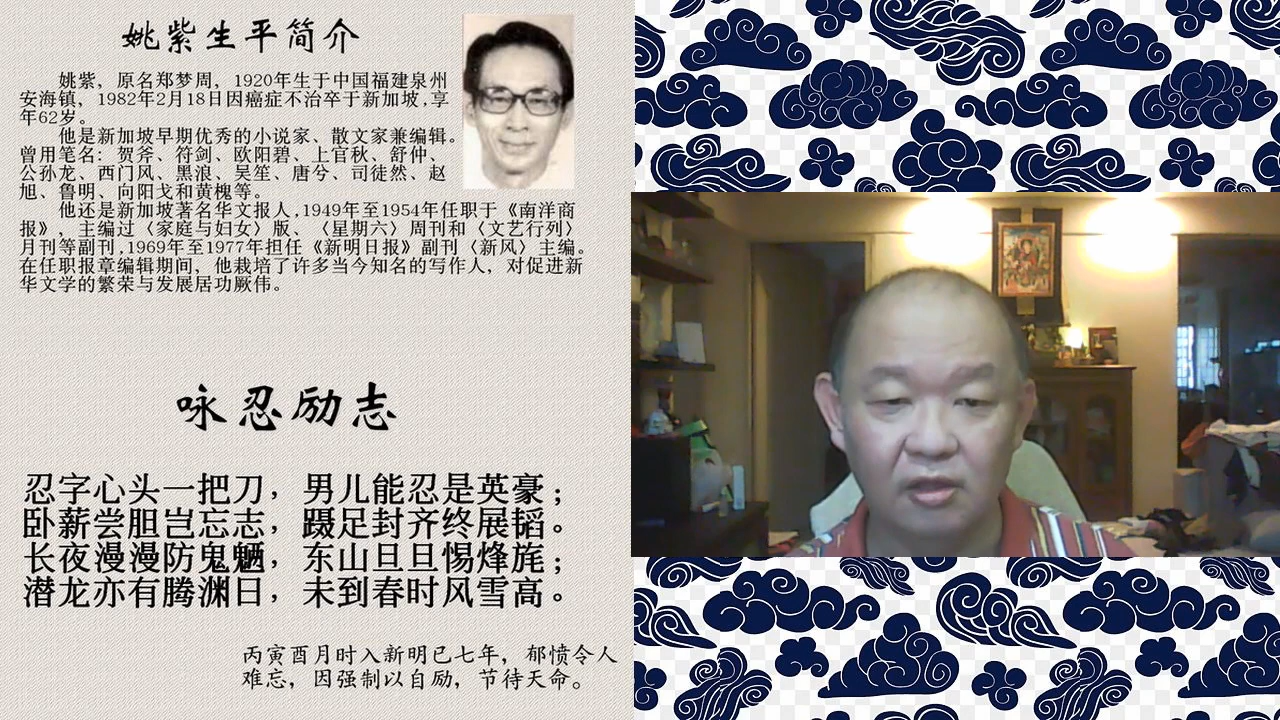 姚紫生平简介
姚紫，原名郑梦周，1920年生于中国福建泉州
安海镇，1982年2月18日因癌症不治卒于新加坡,享
年62岁。
他是新加坡早期优秀的小说家、散文家兼编辑。
曾用笔名：贺斧、符剑、欧阳碧、上官秋、舒仲、
公孙龙、西门风、黑浪、吴笙、唐兮、司徒然、赵
旭、鲁明、向阳戈和黄槐等。
他还是新加坡著名华文报人,1949年至1954年任职于《南洋商
报》，主编过〈家庭与妇女〉版、〈星期六〉周刊和〈文艺行列〉
月刊等副刊,1969年至1977年担任《新明日报》副刊〈新风〉主编。
在任职报章编辑期间，他栽培了许多当今知名的写作人，对促进新
华文学的繁荣与发展居功厥伟。
咏忍励志
忍字心头一把刀，男儿能忍是英豪；
卧薪尝胆岂忘志，蹑足封齐终展韬。
长夜漫漫防鬼魉，东山旦旦惕烽旄；
潜龙亦有腾渊日，未到春时风雪高。
丙寅酉月时入新明已七年，郁愤令人
难忘，因强制以自励，节待天命。